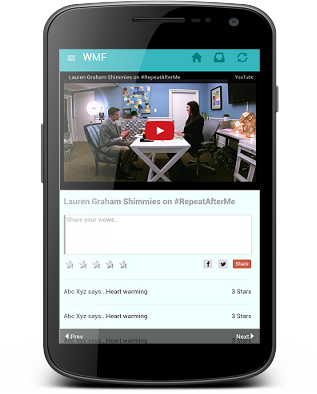 WMF
Lauren Graham Shimmies on #RepeatAfterMe YouTube
Lauren Graham Shimmies on #RepeatAfterMe
Share your views..
f Share
Abc Xyz says...Heart warming. 3 Stars
Abc Xyz says...Heart warming. 3 Stars
Prev Next